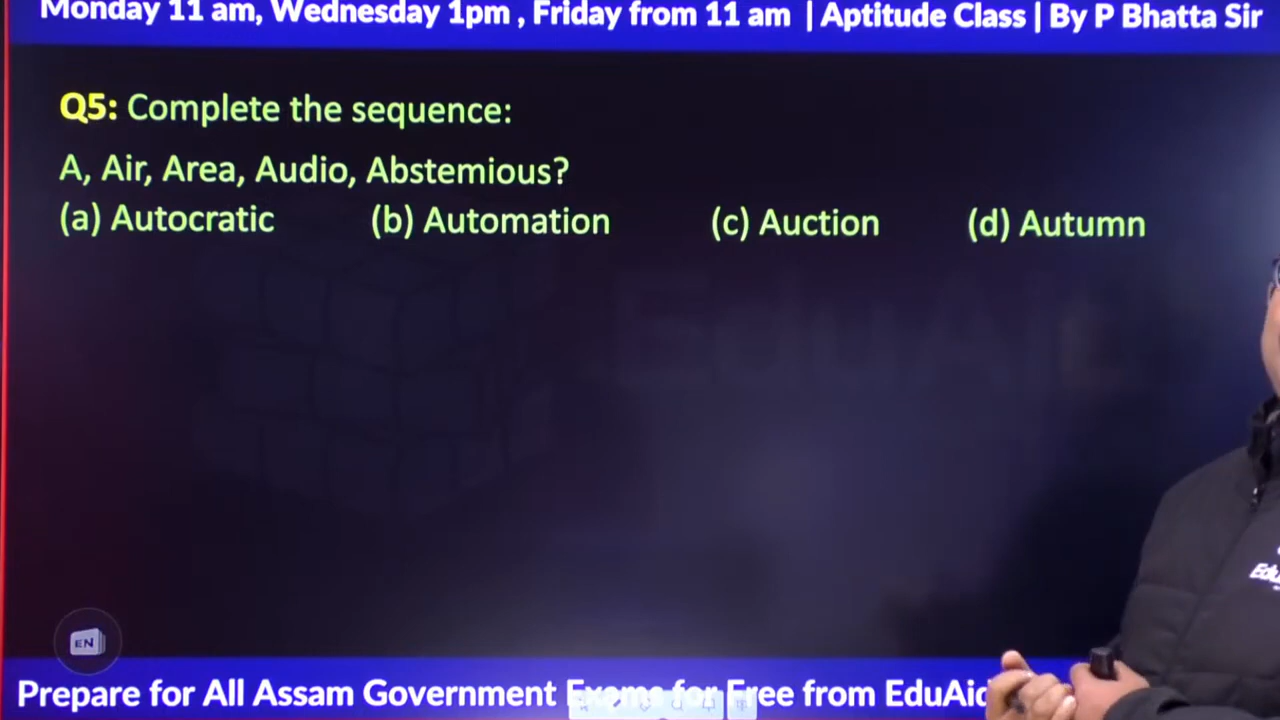 Monday 11 am, Wednesday 1pm , Friday from 11 am | Aptitude Class | By P Bhatta Sir
Q5: Complete the sequence:
A, Air, Area, Audio, Abstemious?
(a) Autocratic (b) Automation (c) Auction (d) Autumn
EN
Prepare for All Assam Government Exams for Free from EduAid